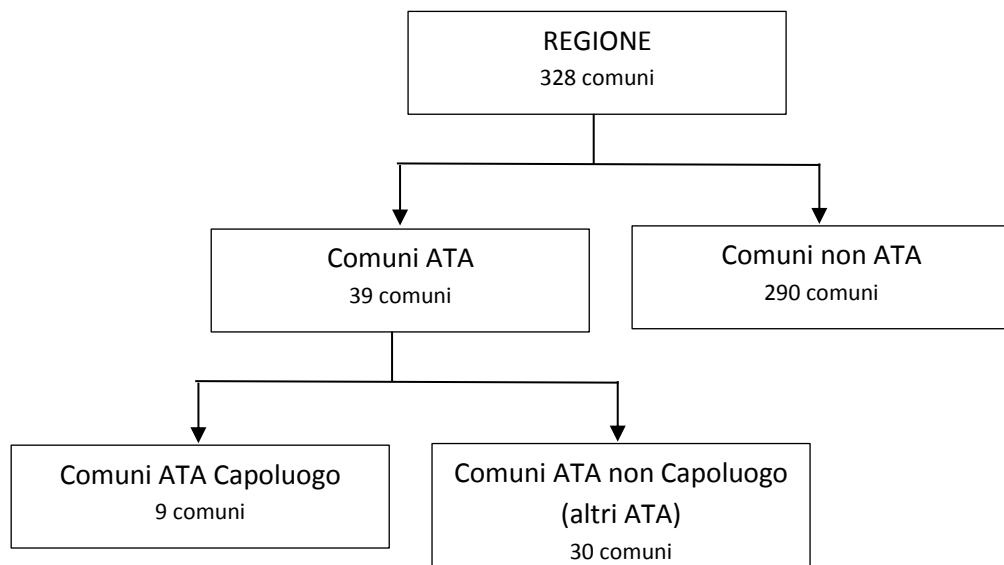 REGIONE
328 comuni
Comuni ATA
39 comuni
Comuni non ATA
290 comuni
Comuni ATA Capoluogo
9 comuni
Comuni ATA non Capoluogo
(altri ATA)
30 comuni